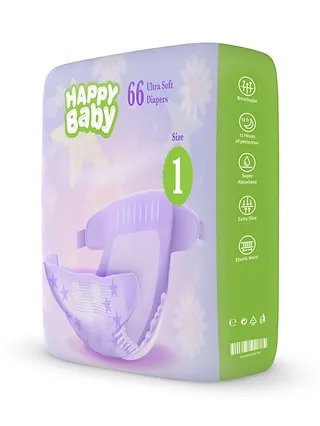 HAPPY
Baby
66 Ultra Soft
Diapers
Size
1
Breathable
12 Hours
of protection
Super
Absorbent
Extra Slim
Elastic Waist